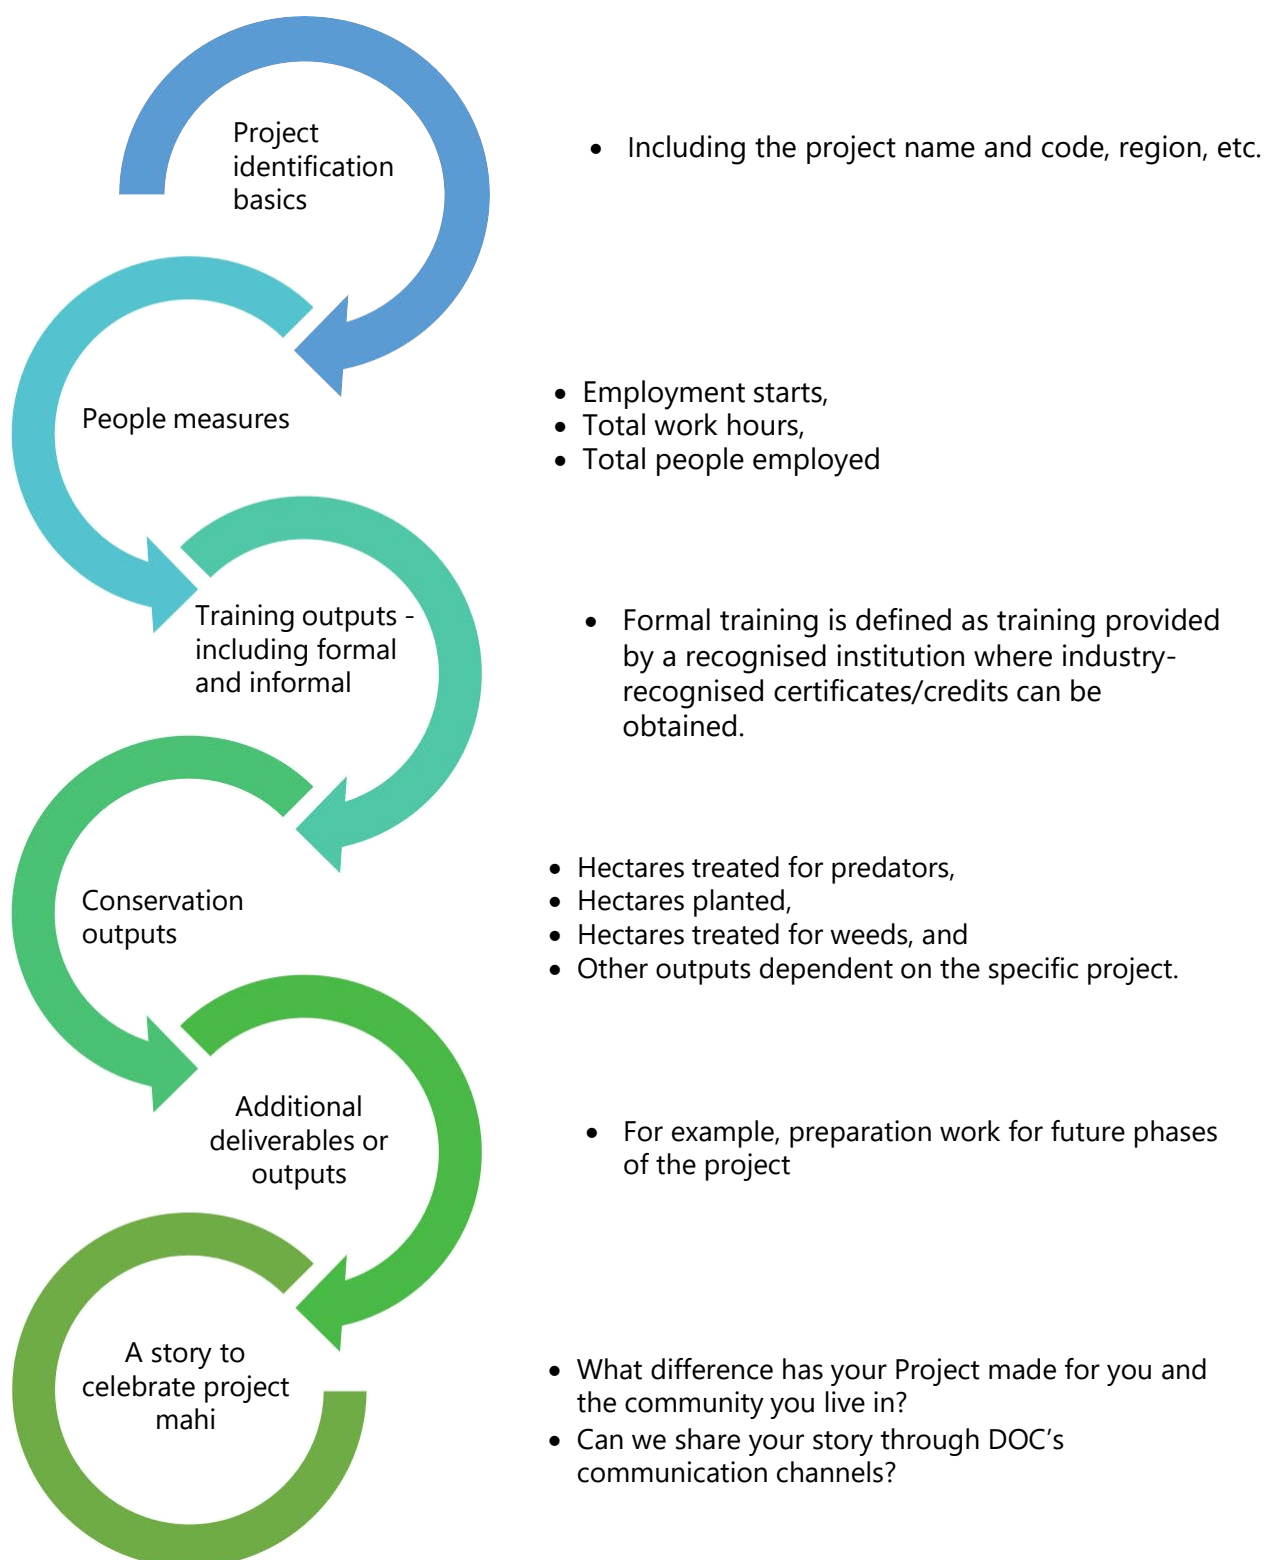 Project
identification
basics
• Including the project name and code, region, etc.
People measures
• Employment starts,
• Total work hours,
• Total people employed
Training outputs -
including formal
and informal
• Formal training is defined as training provided
by a recognised institution where industry-
recognised certificates/credits can be
obtained.
Conservation
outputs
• Hectares treated for predators,
• Hectares planted,
• Hectares treated for weeds, and
• Other outputs dependent on the specific project.
Additional
deliverables or
outputs
• For example, preparation work for future phases
of the project
A story to
celebrate project
mahi
• What difference has your Project made for you and
the community you live in?
• Can we share your story through DOC’s
communication channels?